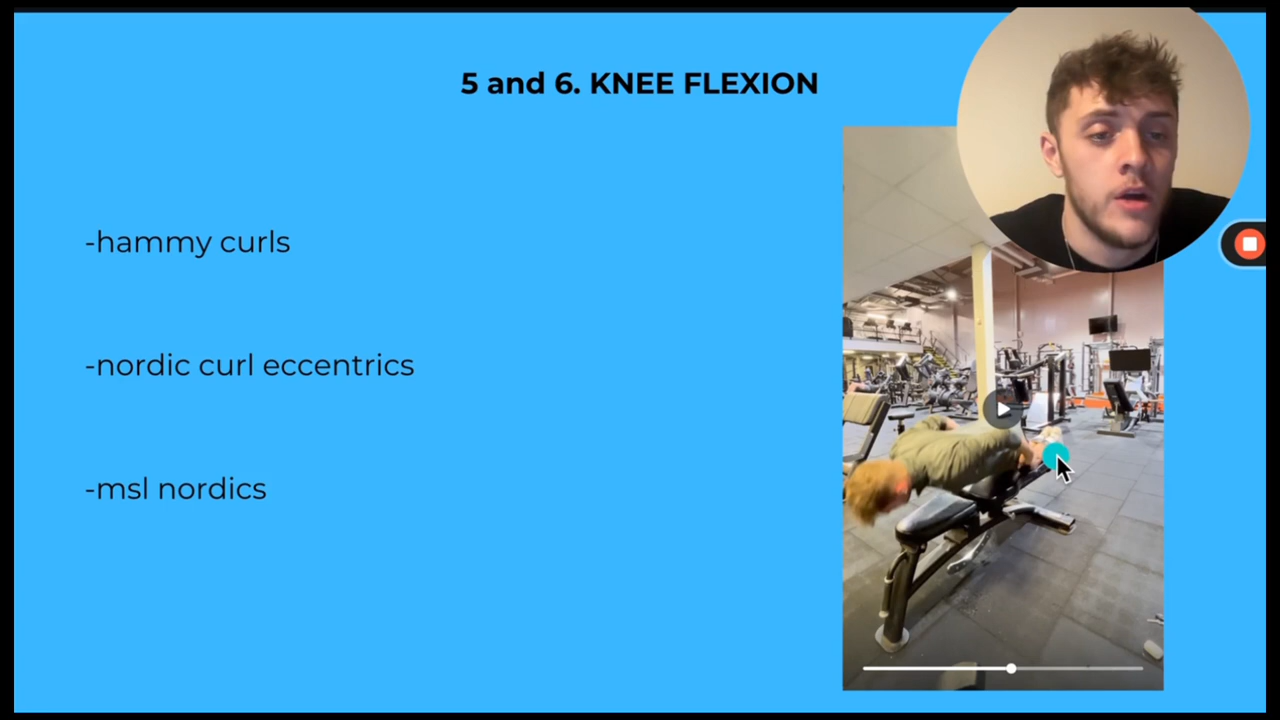 5 and 6. KNEE FLEXION
-hammy curls
-nordic curl eccentrics
-msl nordics